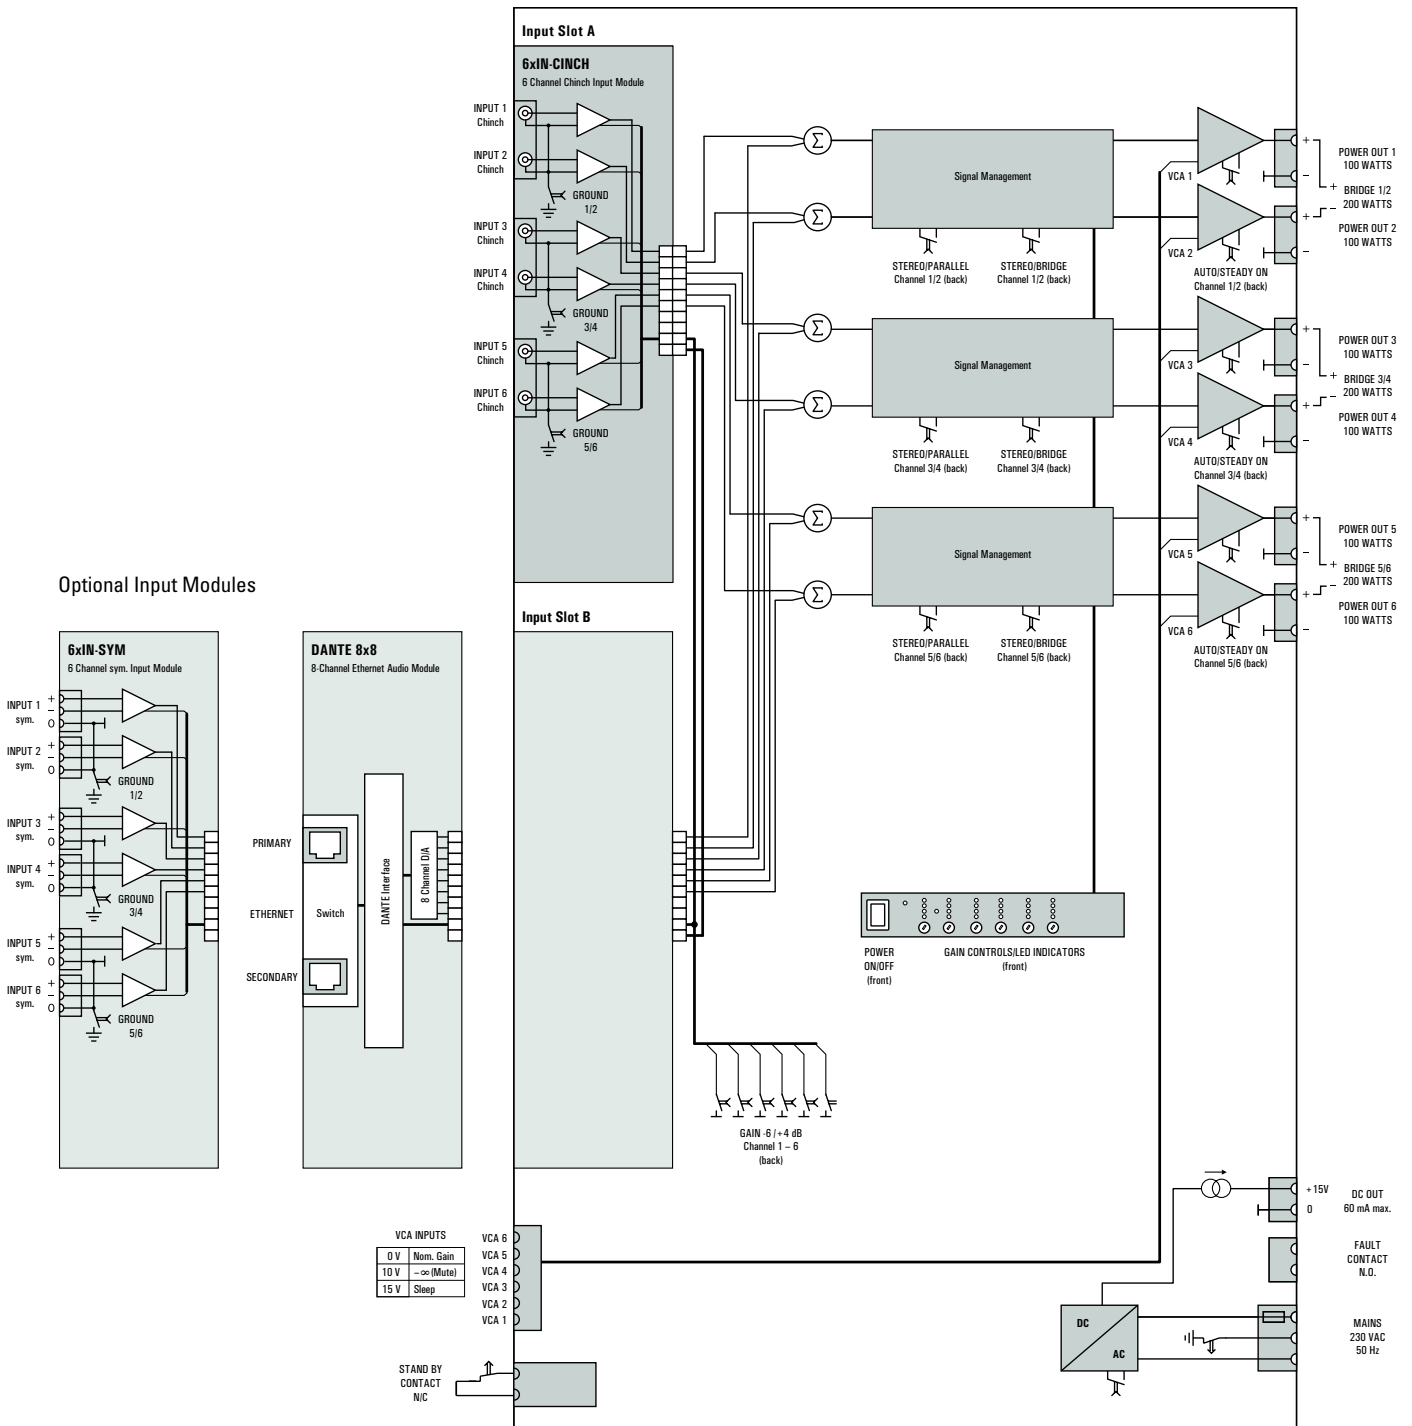 Input Slot A
6xIN-CINCH
6 Channel Chinch Input Module
INPUT 1
Chinch
INPUT 2
Chinch
GROUND
1/2
INPUT 3
Chinch
INPUT 4
Chinch
GROUND
3/4
INPUT 5
Chinch
INPUT 6
Chinch
GROUND
5/6
Σ
Σ
Σ
Σ
Σ
Σ
Signal Management
STEREO/PARALLEL
Channel 1/2 (back)
STEREO/BRIDGE
Channel 1/2 (back)
Signal Management
STEREO/PARALLEL
Channel 3/4 (back)
STEREO/BRIDGE
Channel 3/4 (back)
Signal Management
STEREO/PARALLEL
Channel 5/6 (back)
STEREO/BRIDGE
Channel 5/6 (back)
VCA 1
VCA 2
AUTO/STEADY ON
Channel 1/2 (back)
VCA 3
VCA 4
AUTO/STEADY ON
Channel 3/4 (back)
VCA 5
VCA 6
AUTO/STEADY ON
Channel 5/6 (back)
+
−
+
−
POWER OUT 1
100 WATTS
+ BRIDGE 1/2
− 200 WATTS
POWER OUT 2
100 WATTS
+
−
+
−
POWER OUT 3
100 WATTS
+ BRIDGE 3/4
− 200 WATTS
POWER OUT 4
100 WATTS
+
−
+
−
POWER OUT 5
100 WATTS
+ BRIDGE 5/6
− 200 WATTS
POWER OUT 6
100 WATTS
Optional Input Modules
6xIN-SYM
6 Channel sym. Input Module
INPUT 1
sym.
+
−
0
INPUT 2
sym.
+
−
0
GROUND
1/2
INPUT 3
sym.
+
−
0
INPUT 4
sym.
+
−
0
GROUND
3/4
INPUT 5
sym.
+
−
0
INPUT 6
sym.
+
−
0
GROUND
5/6
DANTE 8x8
8-Channel Ethernet Audio Module
PRIMARY
ETHERNET
SECONDARY
Switch
DANTE Interface
8 Channel D/A
Input Slot B
POWER
ON/OFF
(front)
GAIN CONTROLS/LED INDICATORS
(front)
GAIN -6 /+4 dB
Channel 1 – 6
(back)
VCA INPUTS
0 V Nom. Gain
10 V −∞ (Mute)
15 V Sleep
VCA 6
VCA 5
VCA 4
VCA 3
VCA 2
VCA 1
STAND BY
CONTACT
N/C
+15V
0
DC OUT
60 mA max.
FAULT
CONTACT
N.O.
DC
AC
MAINS
230 VAC
50 Hz